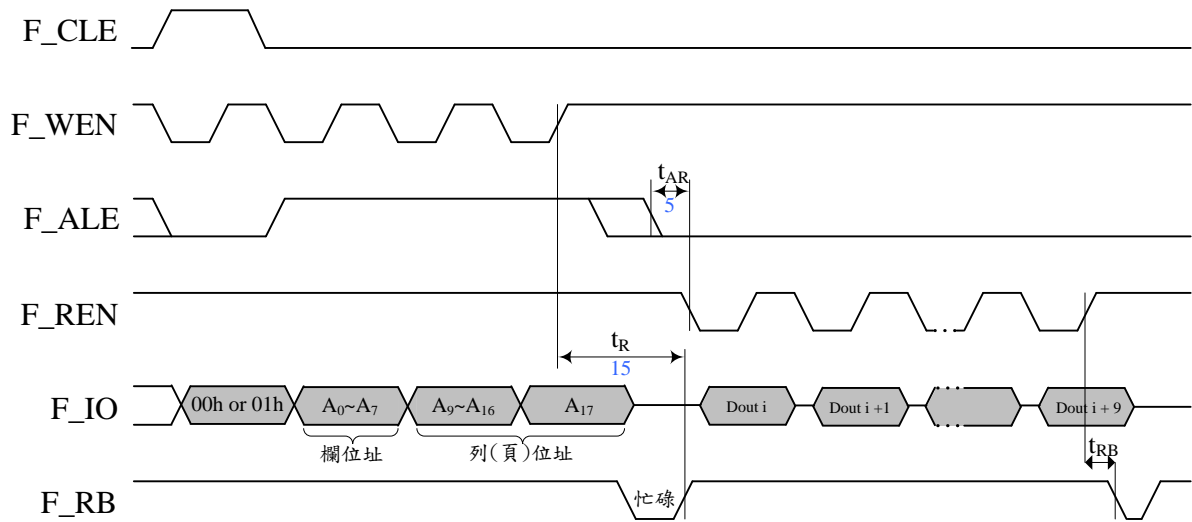 F_CLE
F_WEN
t_AR
5
F_ALE
F_REN
t_R
15
F_IO
00h or 01h
A₀~A₇
A₉~A₁₆
A₁₇
Dout i
Dout i +1
Dout i + 9
欄位址
列(頁)位址
t_RB
F_RB
忙碌